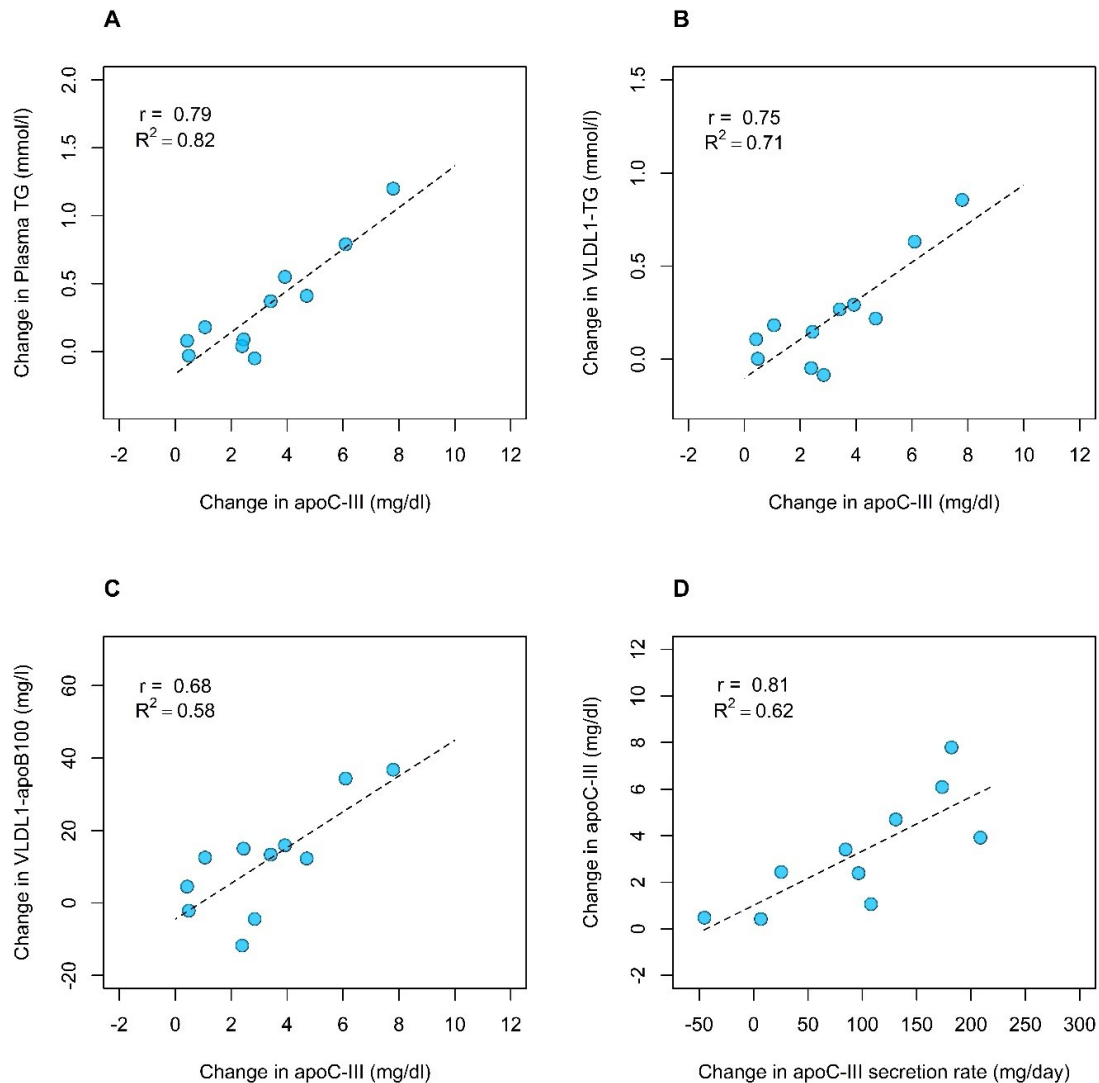 A
2.0
1.5
1.0
0.5
0.0
Change in Plasma TG (mmol/l)
r = 0.79
R² = 0.82
-2 0 2 4 6 8 10 12
Change in apoC-III (mg/dl)
B
1.5
1.0
0.5
0.0
Change in VLDL1-TG (mmol/l)
r = 0.75
R² = 0.71
-2 0 2 4 6 8 10 12
Change in apoC-III (mg/dl)
C
60
40
20
0
-20
Change in VLDL1-apoB100 (mg/l)
r = 0.68
R² = 0.58
-2 0 2 4 6 8 10 12
Change in apoC-III (mg/dl)
D
12
10
8
6
4
2
0
-2
Change in apoC-III (mg/dl)
r = 0.81
R² = 0.62
-50 0 50 100 150 200 250 300
Change in apoC-III secretion rate (mg/day)